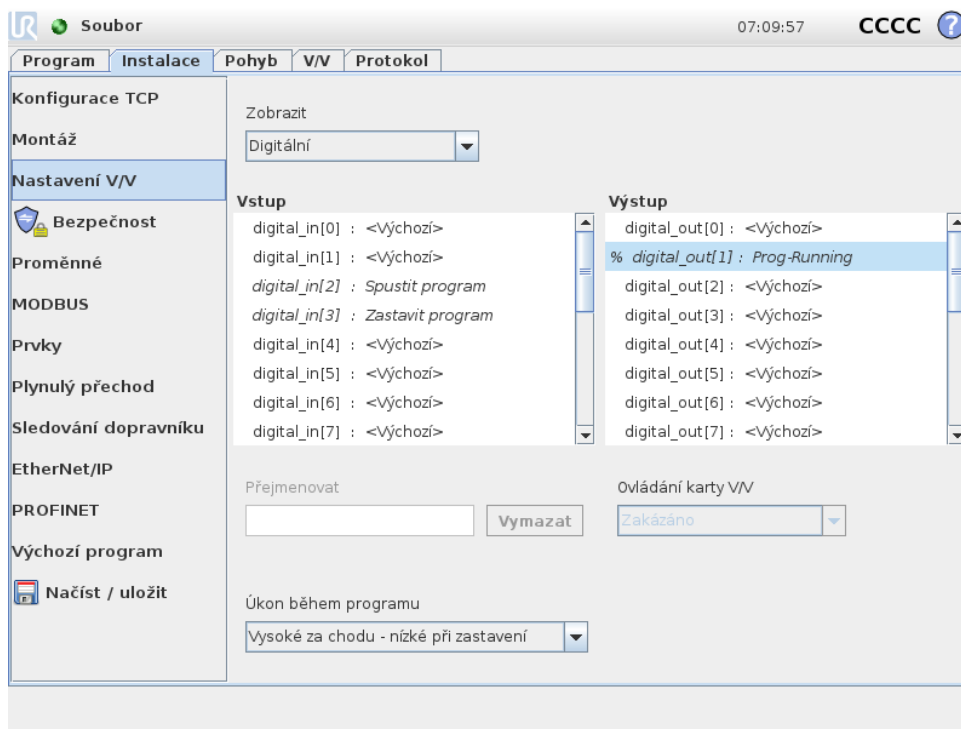 UR Soubor 07:09:57 CCCC ?
Program Instalace Pohyb V/V Protokol
Konfigurace TCP
Montáž
Nastavení V/V
Bezpečnost
Proměnné
MODBUS
Prvky
Plynulý přechod
Sledování dopravníku
EtherNet/IP
PROFINET
Výchozí program
Načíst / uložit
Zobrazit
Digitální
Vstup
digital_in[0] : <Výchozí>
digital_in[1] : <Výchozí>
digital_in[2] : Spustit program
digital_in[3] : Zastavit program
digital_in[4] : <Výchozí>
digital_in[5] : <Výchozí>
digital_in[6] : <Výchozí>
digital_in[7] : <Výchozí>
Výstup
digital_out[0] : <Výchozí>
% digital_out[1] : Prog-Running
digital_out[2] : <Výchozí>
digital_out[3] : <Výchozí>
digital_out[4] : <Výchozí>
digital_out[5] : <Výchozí>
digital_out[6] : <Výchozí>
digital_out[7] : <Výchozí>
Přejmenovat
Vymazat
Ovládání karty V/V
Zakázáno
Úkon během programu
Vysoké za chodu - nízké při zastavení